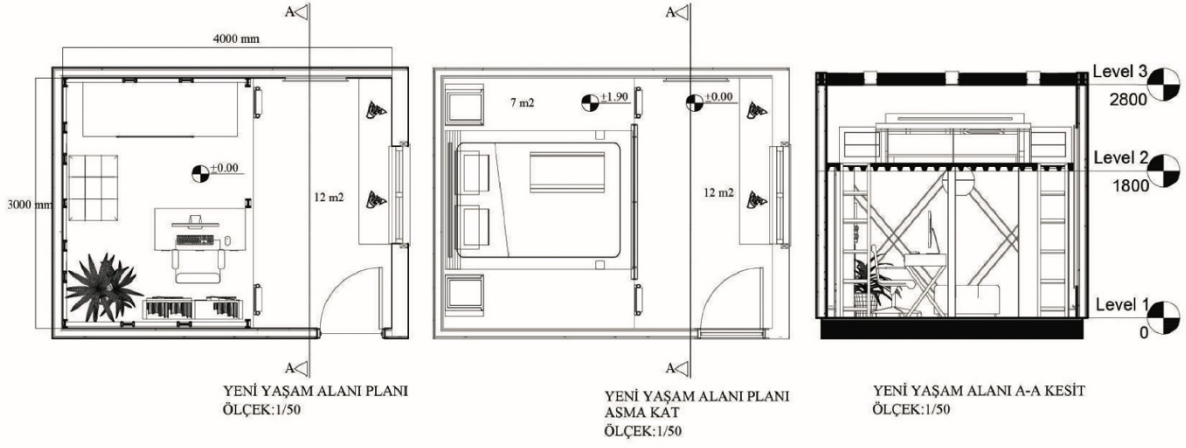 A
4000 mm
3000 mm
±0.00
12 m2
A
YENİ YAŞAM ALANI PLANI
ÖLÇEK:1/50
A
7 m2
±1.90
±0.00
12 m2
A
YENİ YAŞAM ALANI PLANI
ASMA KAT
ÖLÇEK:1/50
Level 3
2800
Level 2
1800
Level 1
0
YENİ YAŞAM ALANI A-A KESİT
ÖLÇEK:1/50